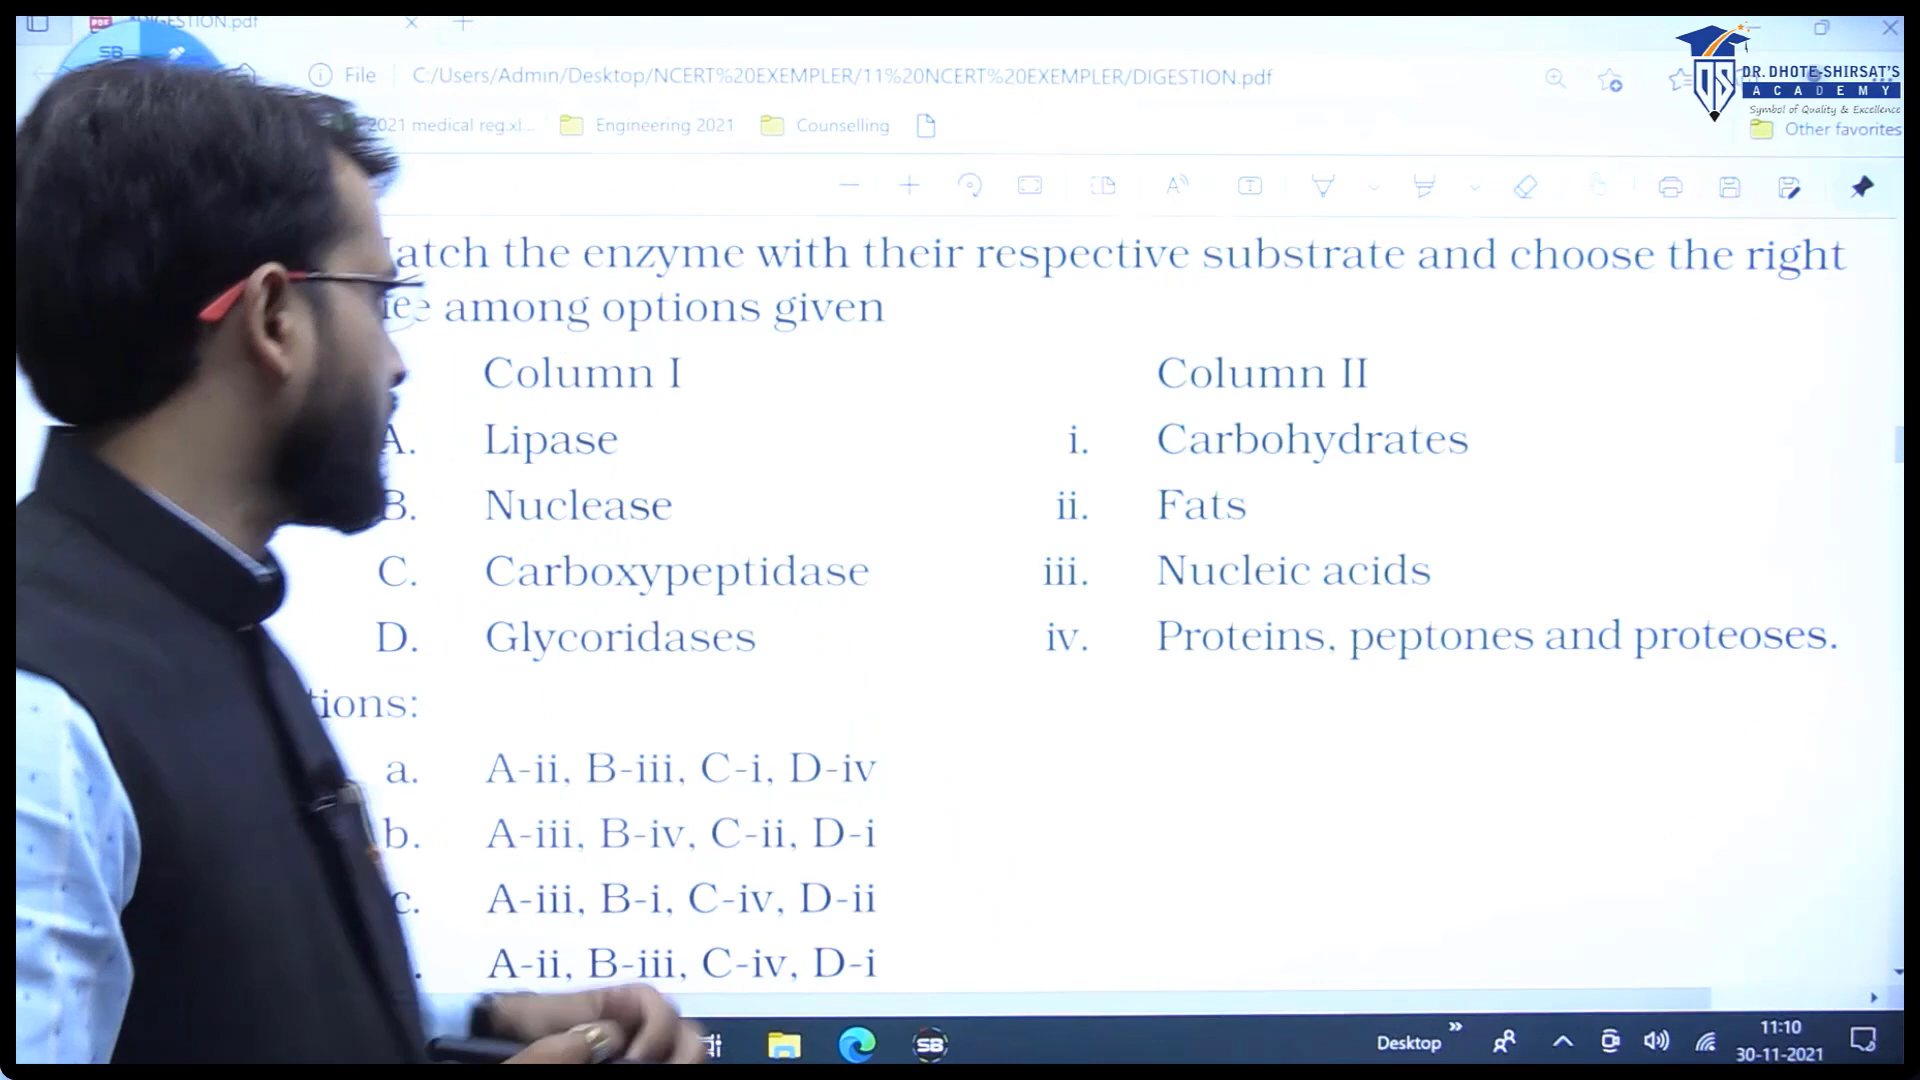 DIGESTION.pdf
SB
File C:/Users/Admin/Desktop/NCERT%20EXEMPLER/11%20NCERT%20EXEMPLER/DIGESTION.pdf
DR. DHOTE-SHIRSAT'S
ACADEMY
Symbol of Quality & Excellence
2021 medical reg.xl... Engineering 2021 Counselling Other favorites
atch the enzyme with their respective substrate and choose the right
among options given
Column I Column II
A. Lipase i. Carbohydrates
B. Nuclease ii. Fats
C. Carboxypeptidase iii. Nucleic acids
D. Glycoridases iv. Proteins, peptones and proteoses.
tions:
a. A-ii, B-iii, C-i, D-iv
b. A-iii, B-iv, C-ii, D-i
c. A-iii, B-i, C-iv, D-ii
A-ii, B-iii, C-iv, D-i
SB Desktop 11:10
30-11-2021